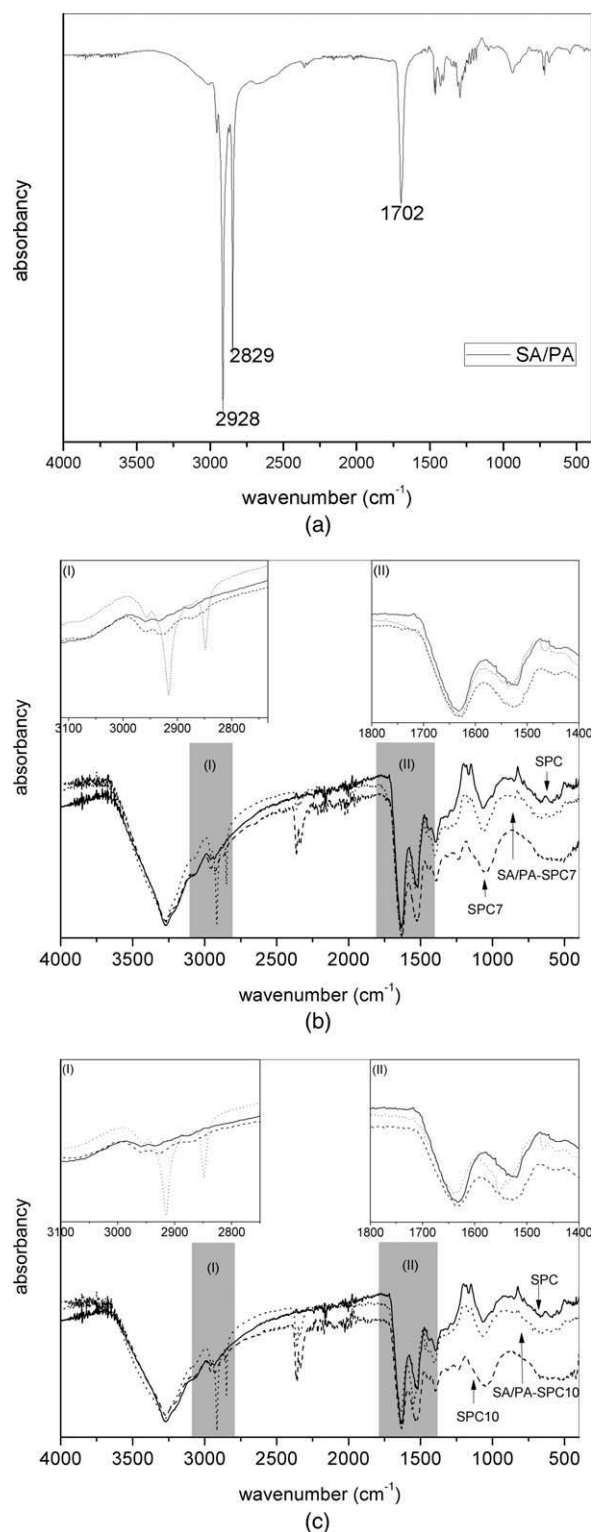 absorbancy
1702
2829
2928
SA/PA
4000 3500 3000 2500 2000 1500 1000 500
wavenumber (cm-1)
(a)
(I)
(II)
3100 3000 2900 2800
1800 1700 1600 1500 1400
absorbancy
(I)
(II)
SPC
SA/PA-SPC7
SPC7
4000 3500 3000 2500 2000 1500 1000 500
wavenumber (cm-1)
(b)
(I)
(II)
3100 3000 2900 2800
1800 1700 1600 1500 1400
absorbancy
(I)
(II)
SPC
SA/PA-SPC10
SPC10
4000 3500 3000 2500 2000 1500 1000 500
wavenumber (cm-1)
(c)